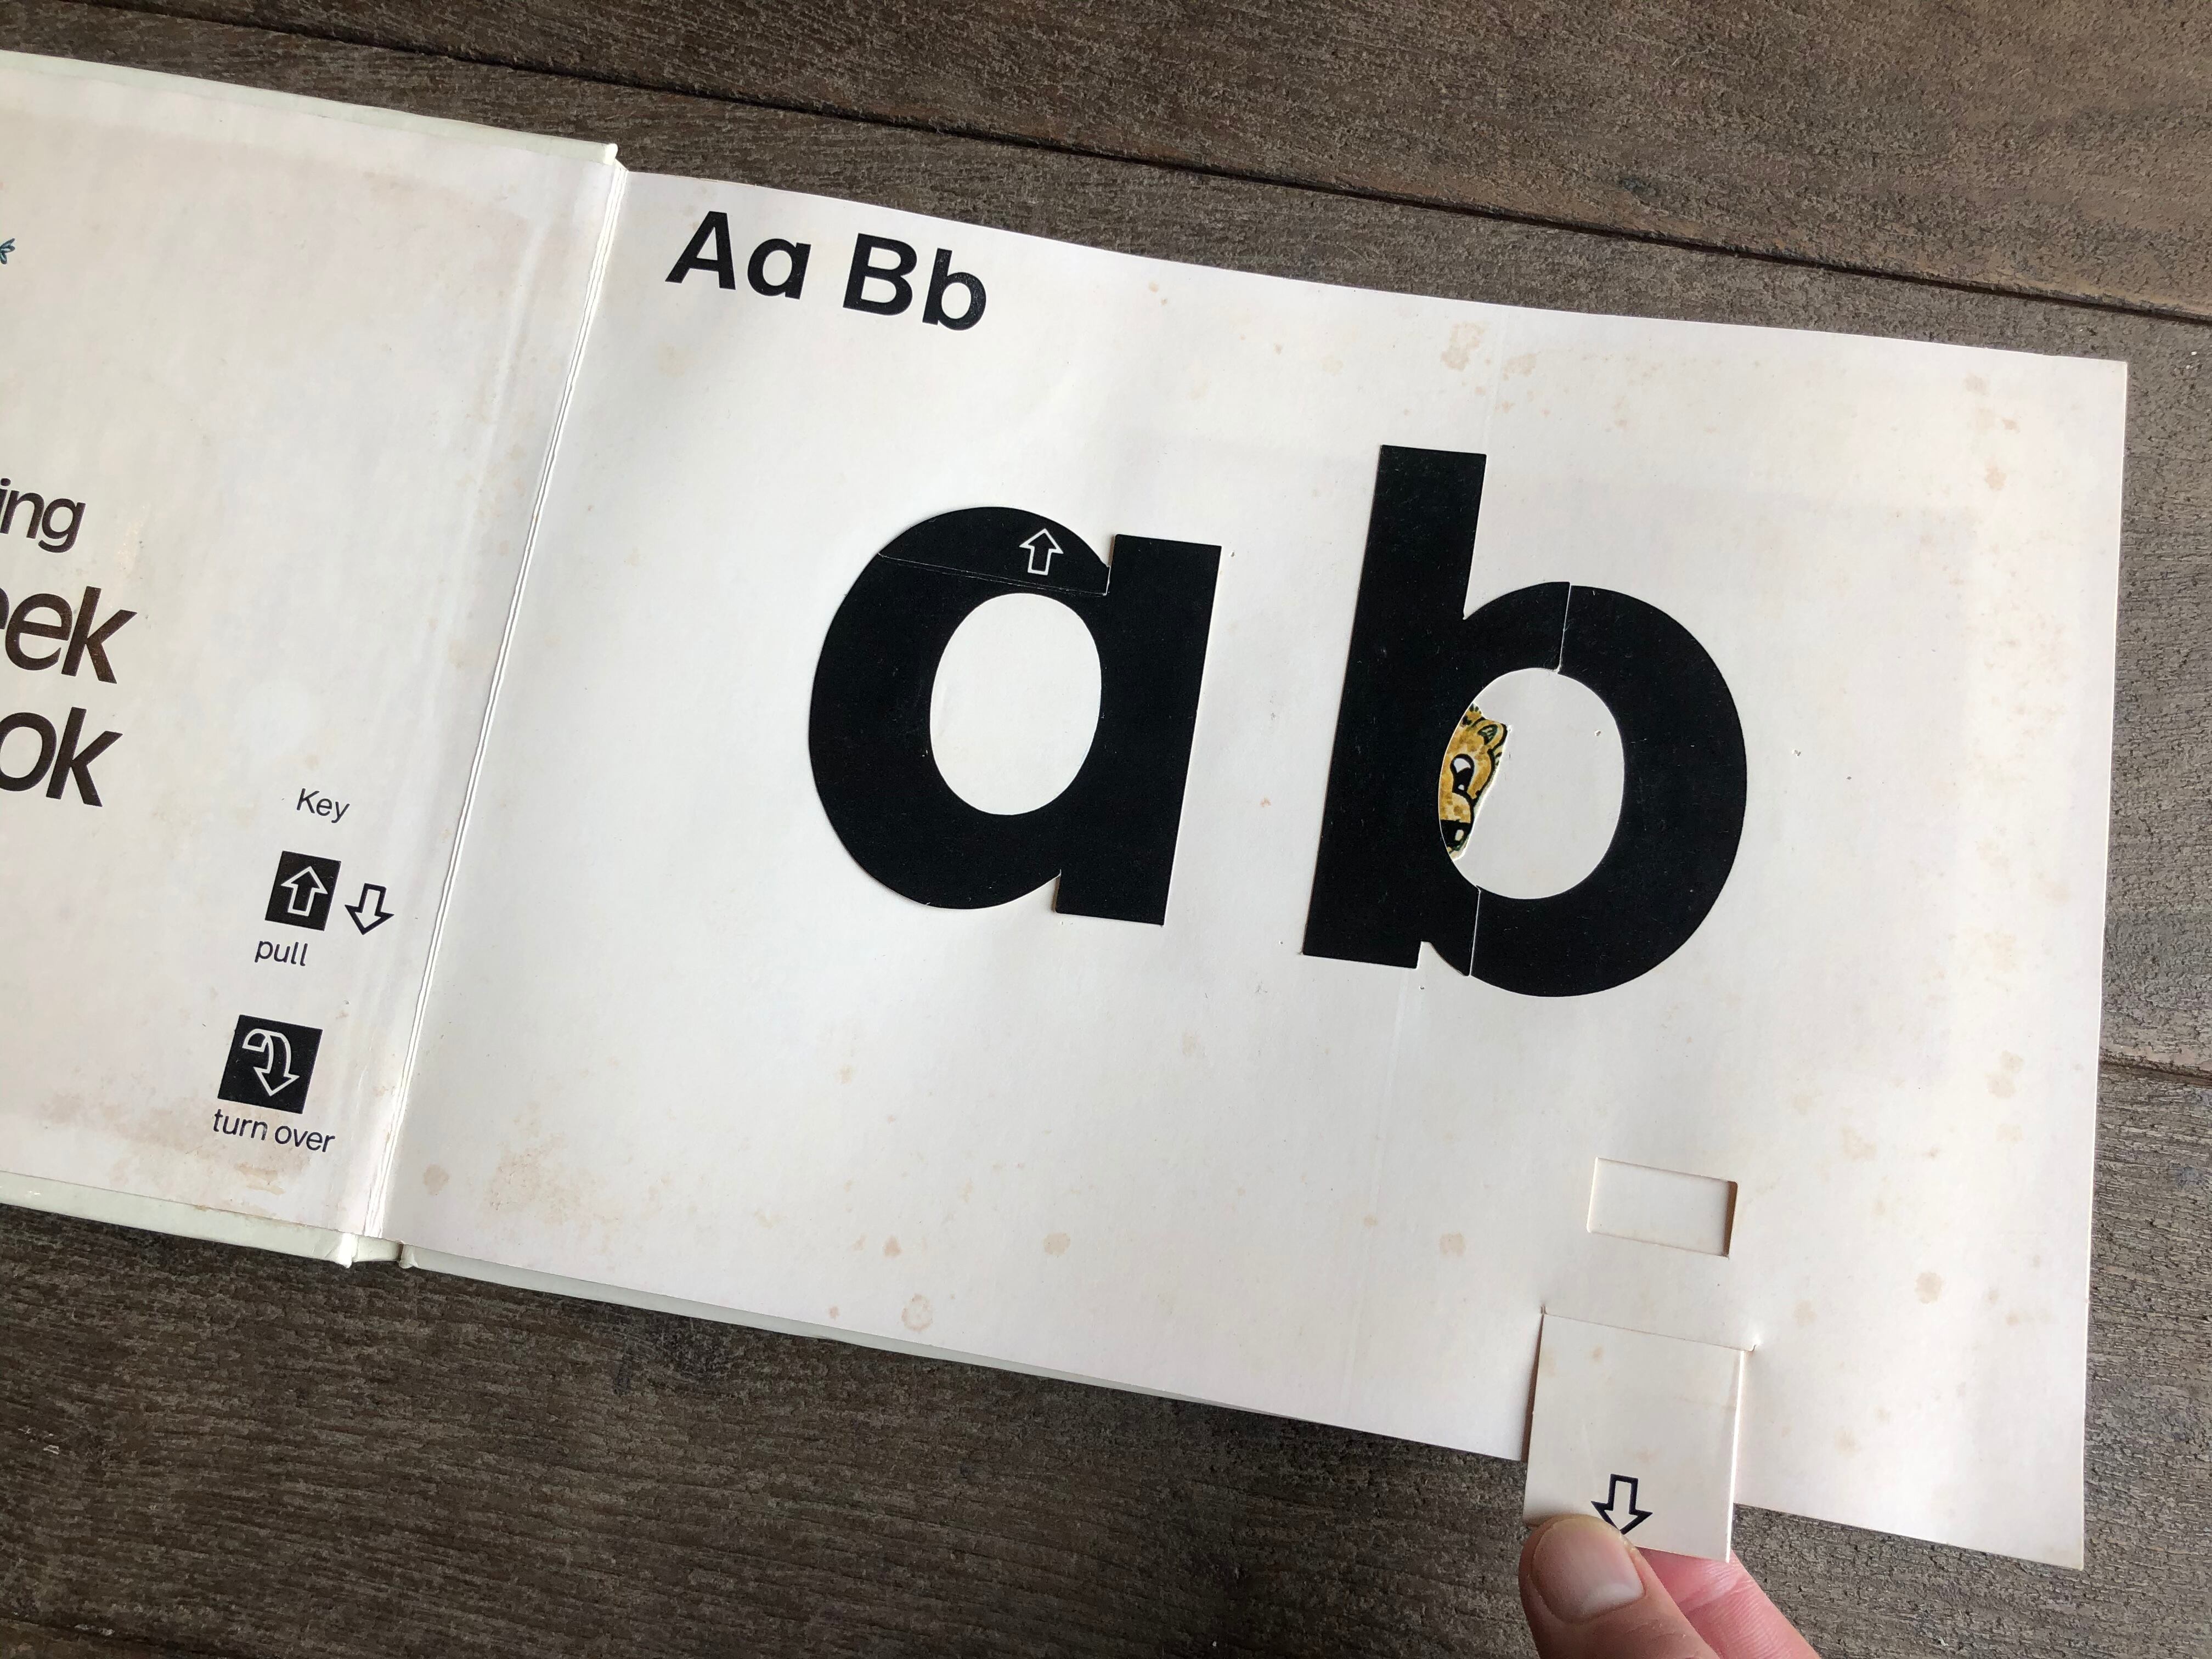 ing
eek
ok
Key
pull
turn over
Aa Bb
a b